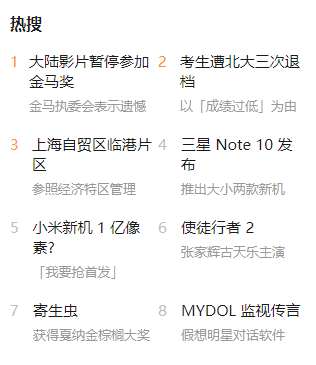 热搜
1 大陆影片暂停参加
金马奖
金马执委会表示遗憾
2 考生遭北大三次退
档
以「成绩过低」为由
3 上海自贸区临港片
区
参照经济特区管理
4 三星 Note 10 发
布
推出大小两款新机
5 小米新机 1 亿像
素?
「我要抢首发」
6 使徒行者 2
张家辉古天乐主演
7 寄生虫
获得戛纳金棕榈大奖
8 MYDOL 监视传言
假想明星对话软件